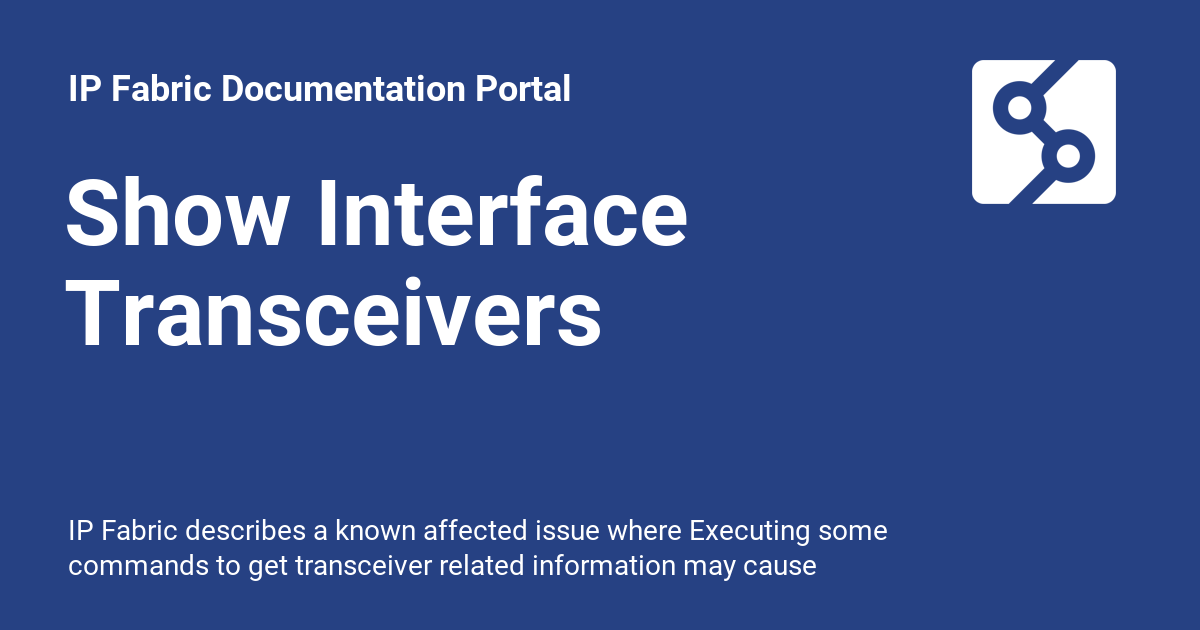 IP Fabric Documentation Portal
Show Interface
Transceivers
IP Fabric describes a known affected issue where Executing some
commands to get transceiver related information may cause